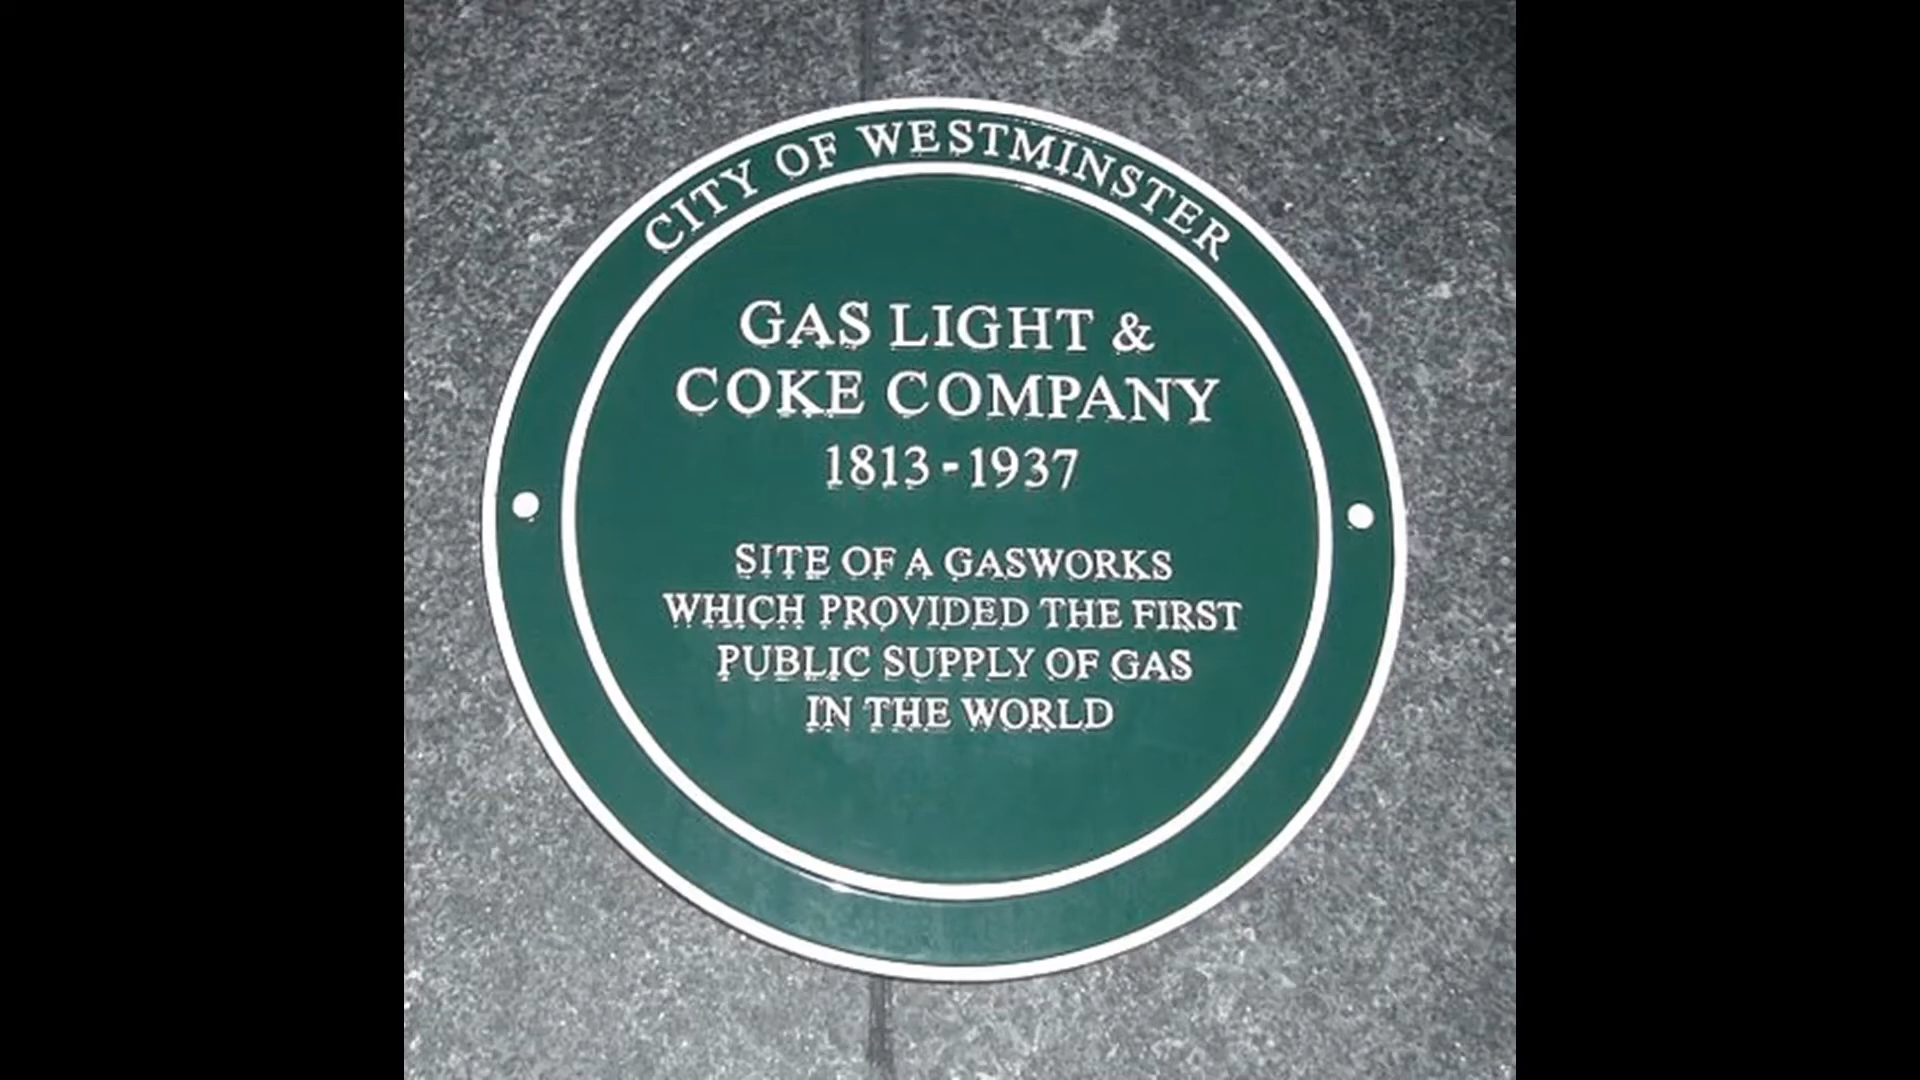 CITY OF WESTMINSTER
GAS LIGHT &
COKE COMPANY
1813-1937
SITE OF A GASWORKS
WHICH PROVIDED THE FIRST
PUBLIC SUPPLY OF GAS
IN THE WORLD